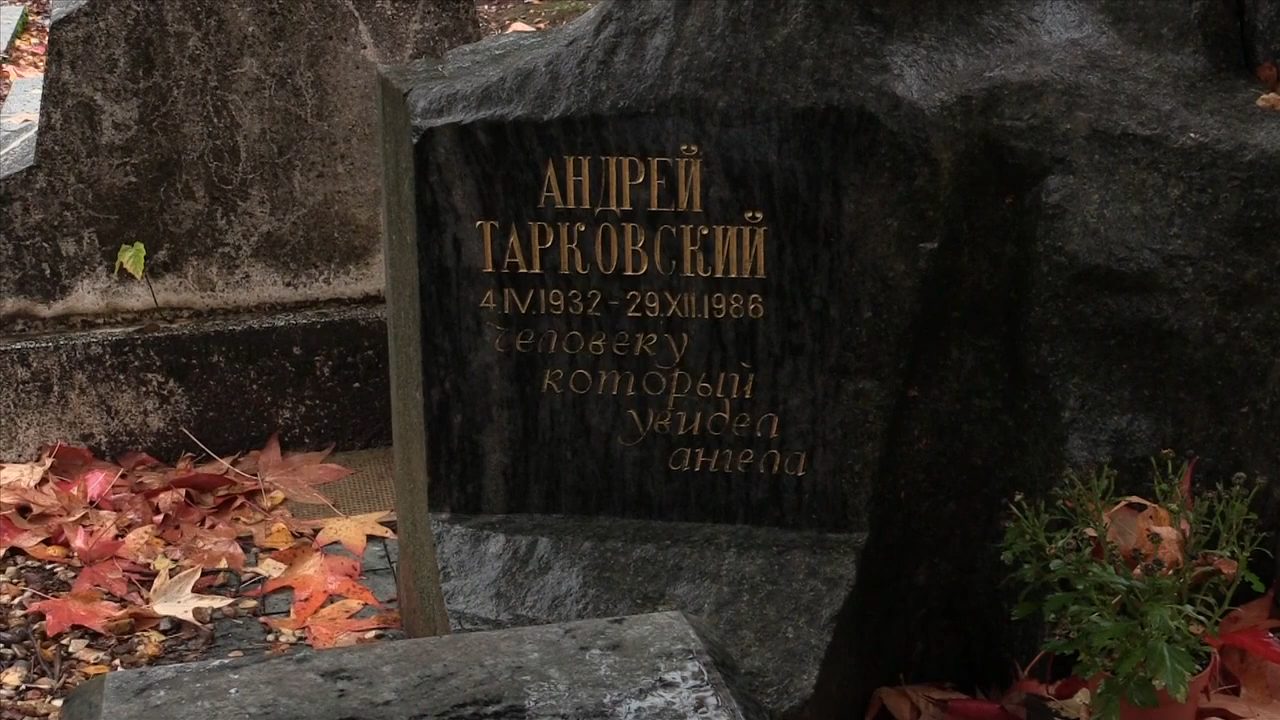 АНДРЕЙ
ТАРКОВСКИЙ
4.IV.1932-29.XII.1986
человеку
который
увидел
ангела